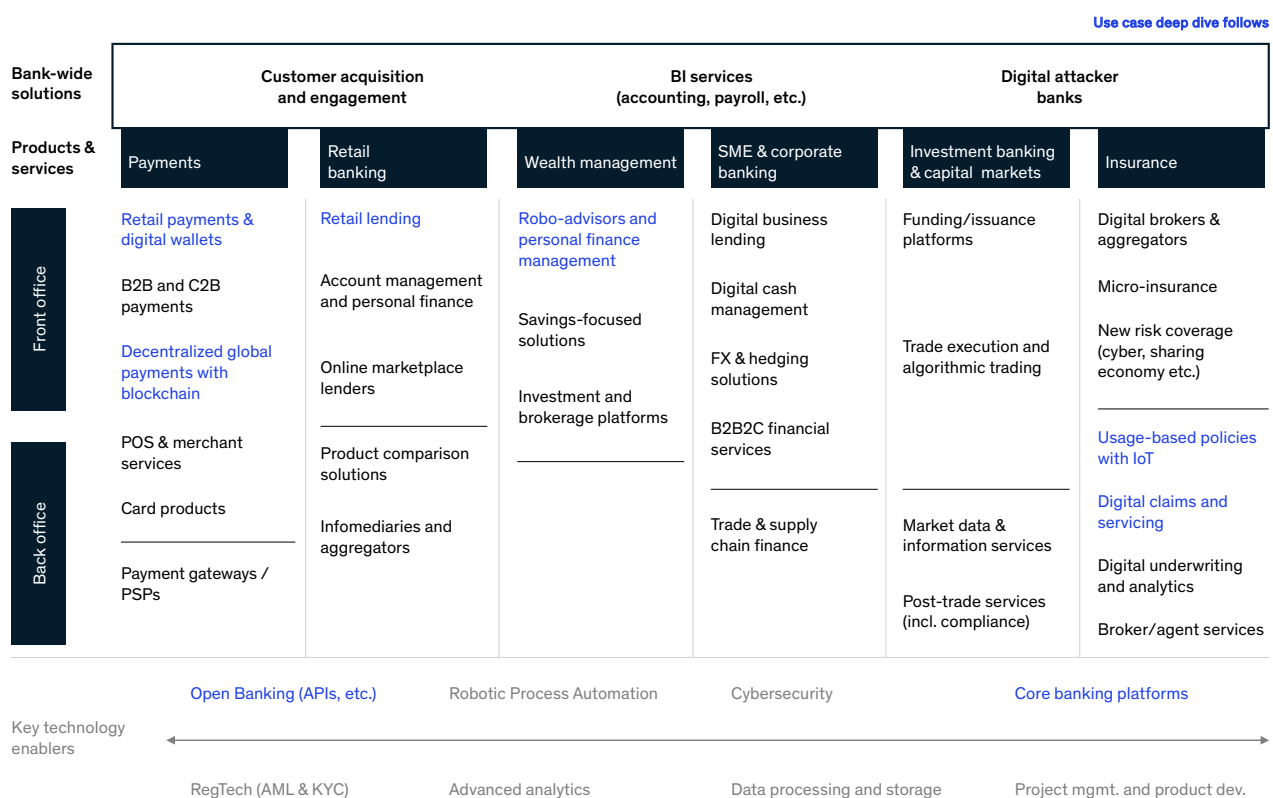 Use case deep dive follows
Bank-wide
solutions
Customer acquisition
and engagement
BI services
(accounting, payroll, etc.)
Digital attacker
banks
Products &
services
Payments
Retail
banking
Wealth management
SME & corporate
banking
Investment banking
& capital markets
Insurance
Front office
Back office
Retail payments &
digital wallets
B2B and C2B
payments
Decentralized global
payments with
blockchain
POS & merchant
services
Card products
Payment gateways /
PSPs
Retail lending
Account management
and personal finance
Online marketplace
lenders
Product comparison
solutions
Infomediaries and
aggregators
Robo-advisors and
personal finance
management
Savings-focused
solutions
Investment and
brokerage platforms
Digital business
lending
Digital cash
management
FX & hedging
solutions
B2B2C financial
services
Trade & supply
chain finance
Funding/issuance
platforms
Trade execution and
algorithmic trading
Market data &
information services
Post-trade services
(incl. compliance)
Digital brokers &
aggregators
Micro-insurance
New risk coverage
(cyber, sharing
economy etc.)
Usage-based policies
with IoT
Digital claims and
servicing
Digital underwriting
and analytics
Broker/agent services
Key technology
enablers
Open Banking (APIs, etc.)
Robotic Process Automation
Cybersecurity
Core banking platforms
RegTech (AML & KYC)
Advanced analytics
Data processing and storage
Project mgmt. and product dev.